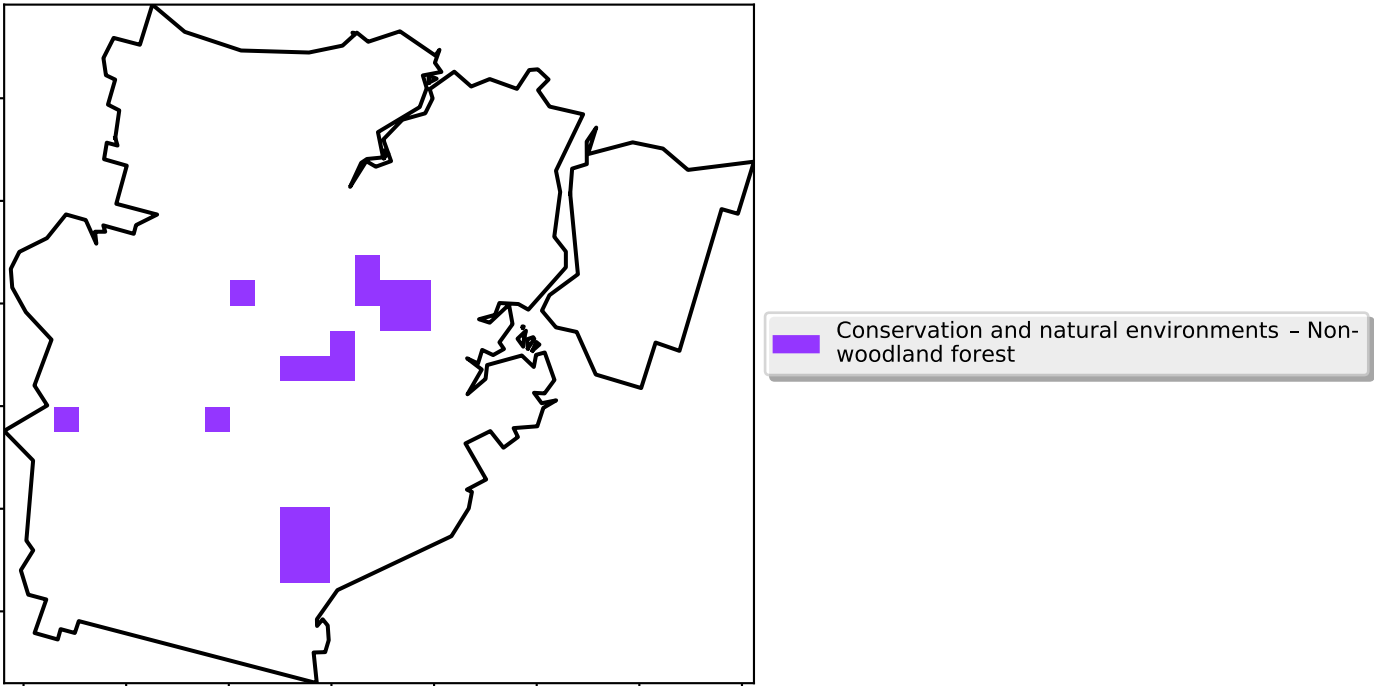 Conservation and natural environments – Non-
woodland forest